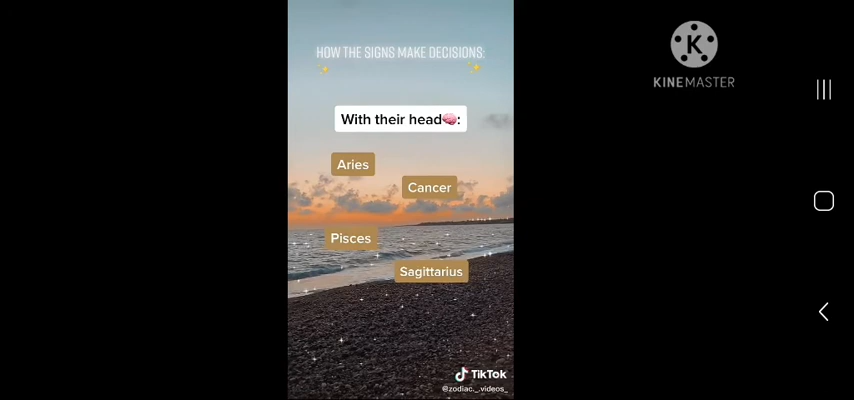 HOW THE SIGNS MAKE DECISIONS:
With their head🧠:
Aries
Cancer
Pisces
Sagittarius
TikTok
@zodiac._.videos_
K
KINEMASTER